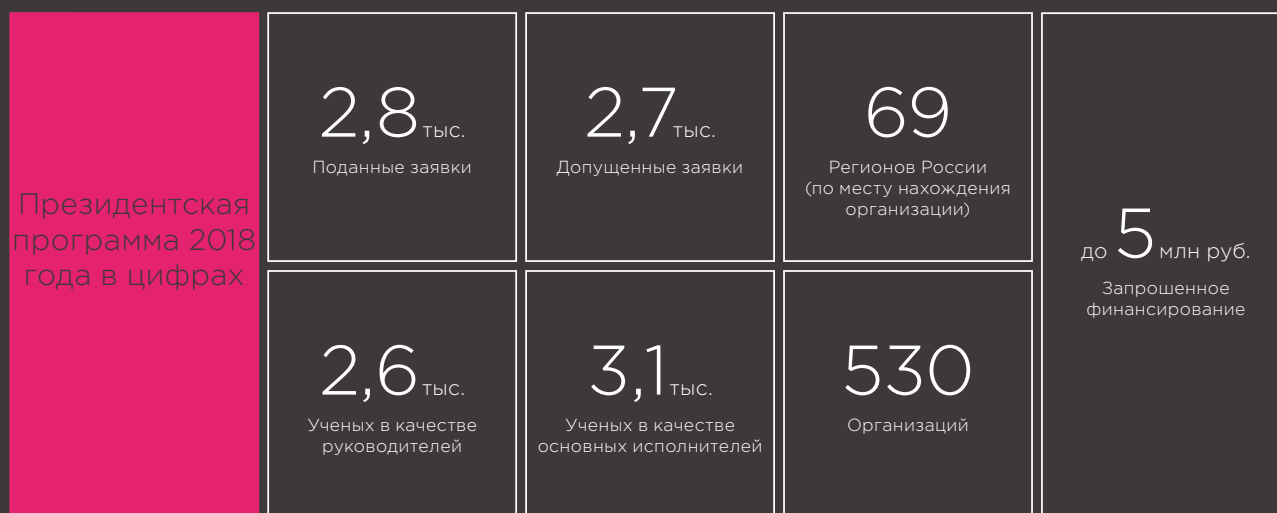 Президентская
программа 2018
года в цифрах
2,8 тыс.
Поданные заявки
2,7 тыс.
Допущенные заявки
69
Регионов России
(по месту нахождения
организации)
2,6 тыс.
Ученых в качестве
руководителей
3,1 тыс.
Ученых в качестве
основных исполнителей
530
Организаций
до 5 млн руб.
Запрошенное
финансирование